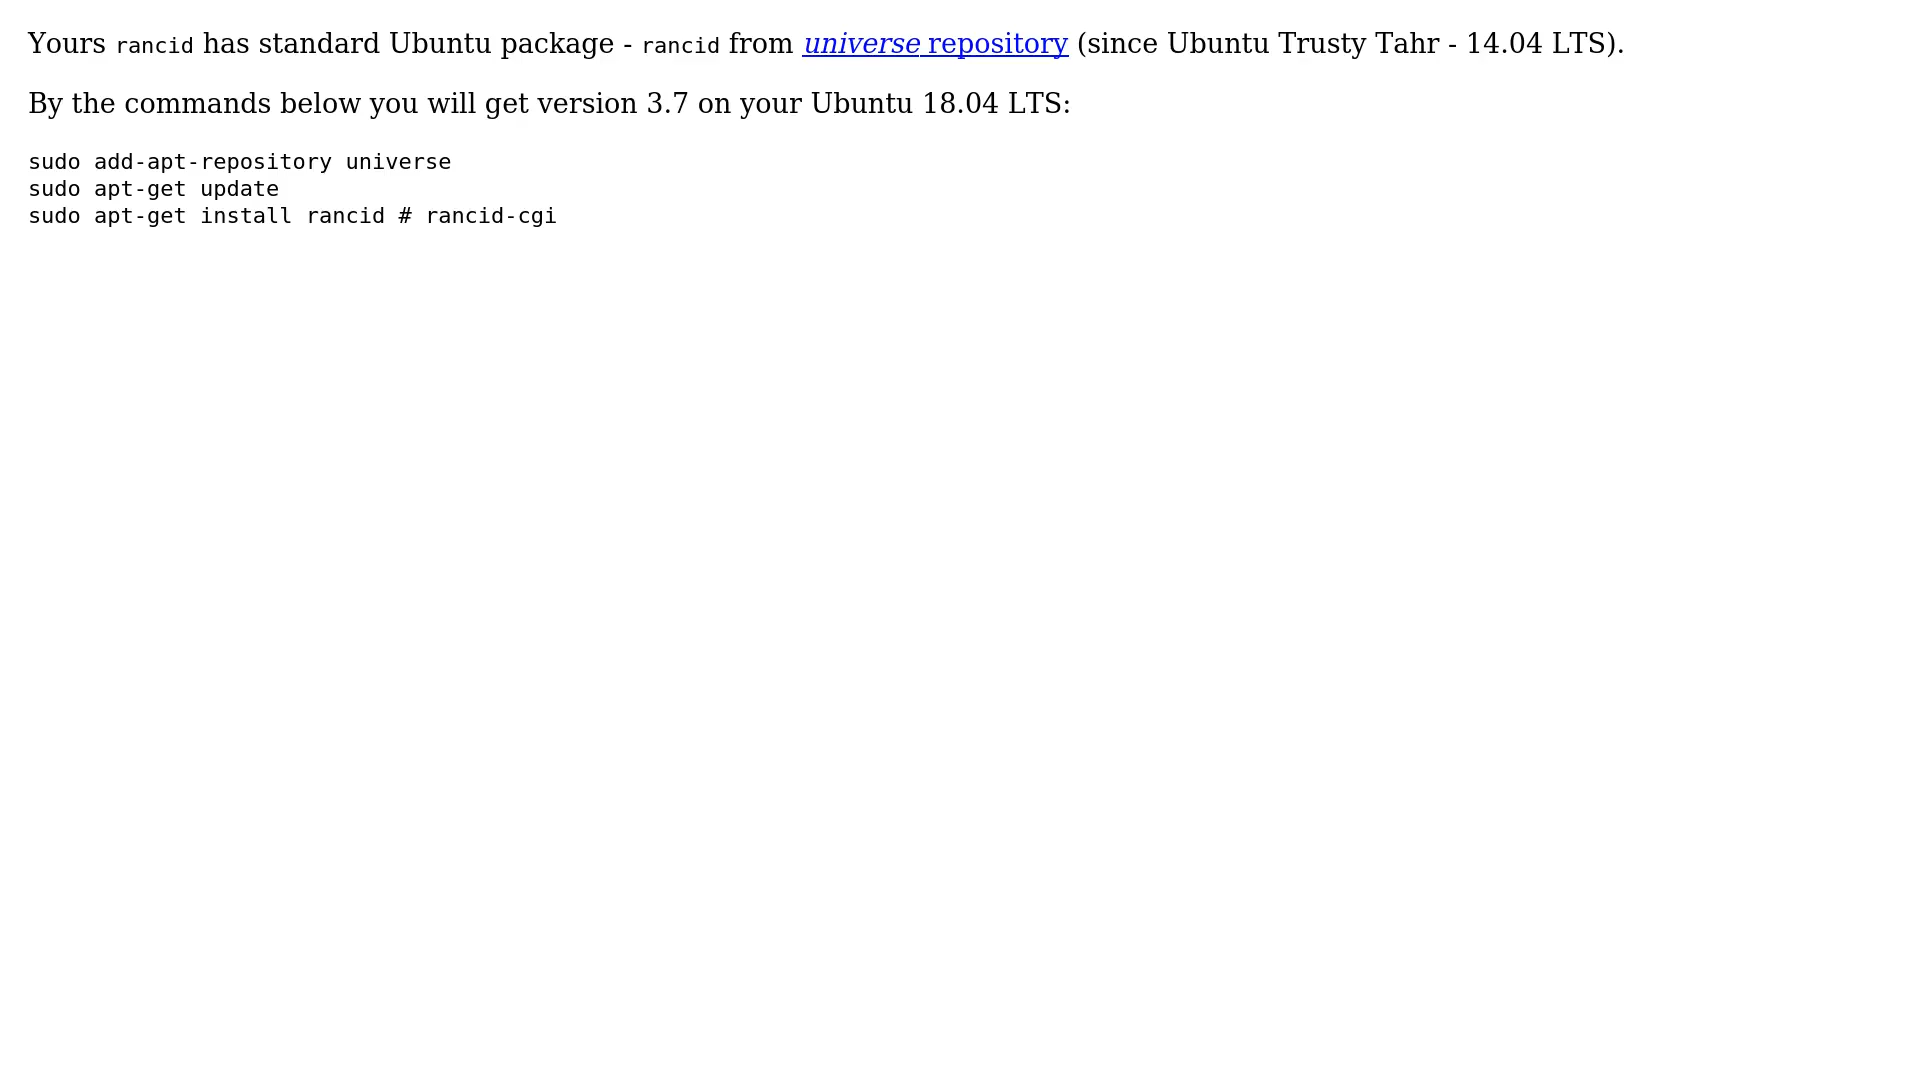 Yours rancid has standard Ubuntu package - rancid from universe repository (since Ubuntu Trusty Tahr - 14.04 LTS).
By the commands below you will get version 3.7 on your Ubuntu 18.04 LTS:
sudo add-apt-repository universe
sudo apt-get update
sudo apt-get install rancid # rancid-cgi